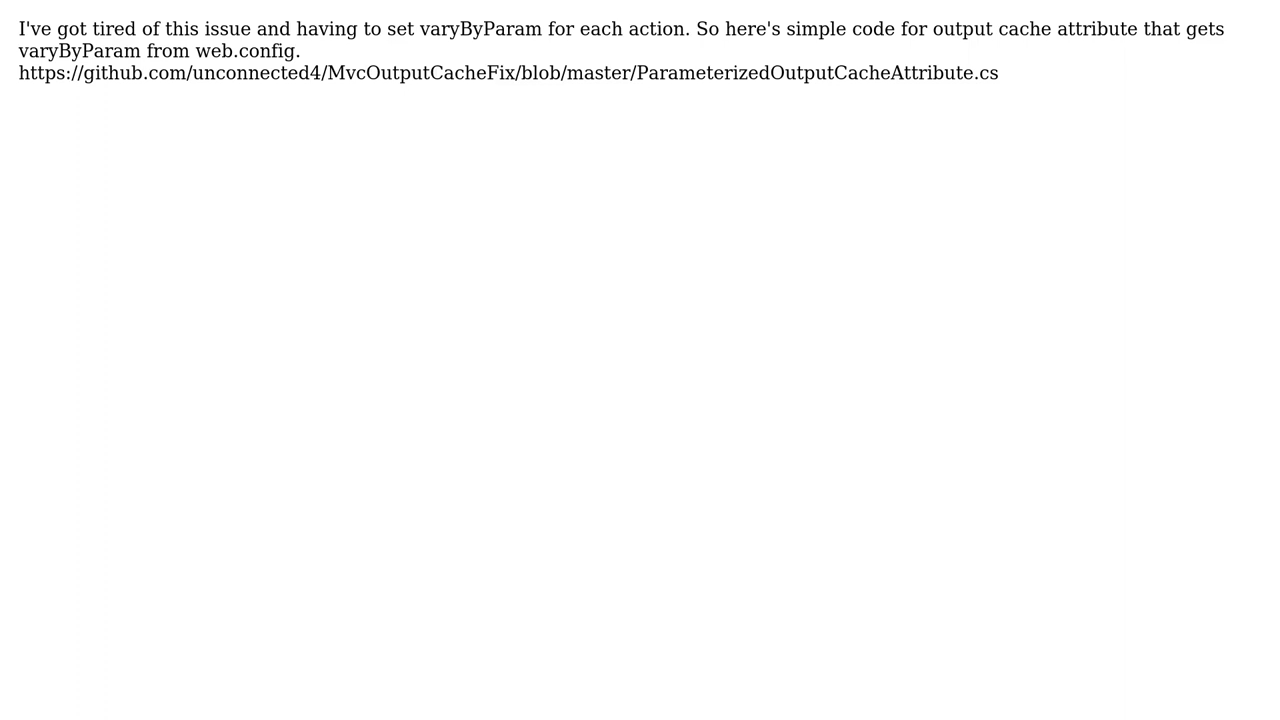 I've got tired of this issue and having to set varyByParam for each action. So here's simple code for output cache attribute that gets
varyByParam from web.config.
https://github.com/unconnected4/MvcOutputCacheFix/blob/master/ParameterizedOutputCacheAttribute.cs